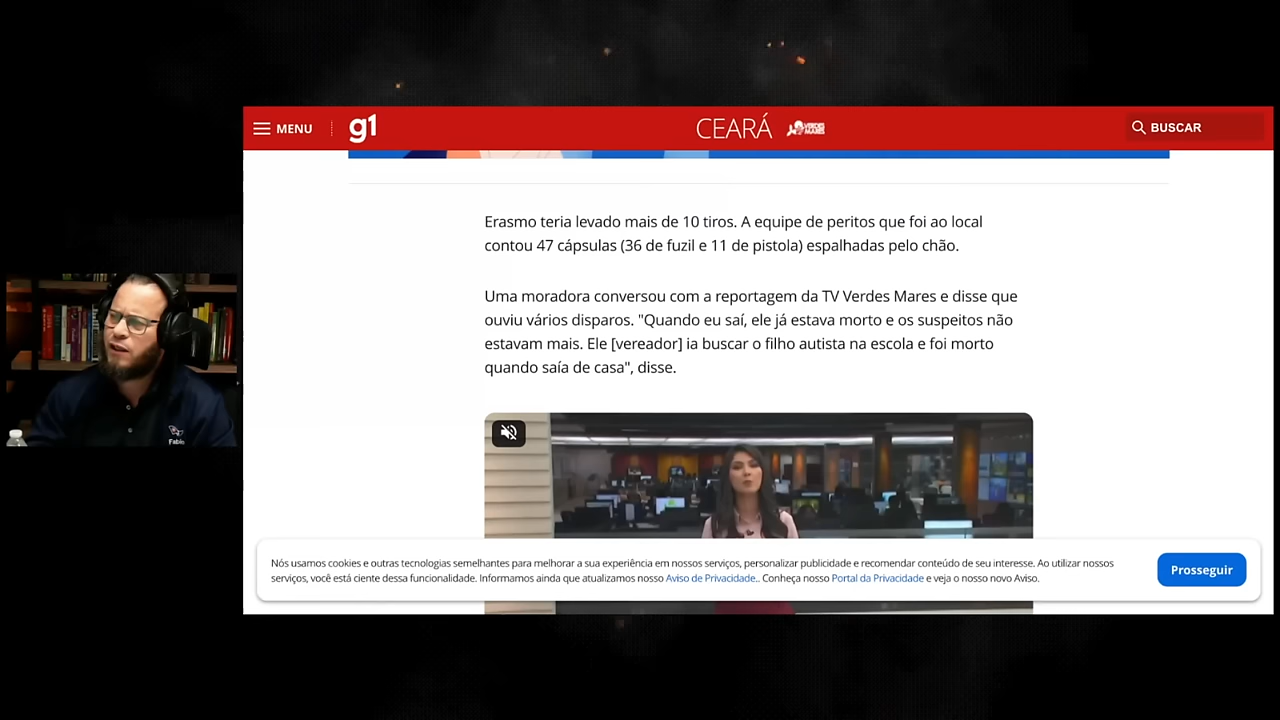 MENU
g1
CEARÁ
VERDES
MARES
BUSCAR
Erasmo teria levado mais de 10 tiros. A equipe de peritos que foi ao local
contou 47 cápsulas (36 de fuzil e 11 de pistola) espalhadas pelo chão.
Uma moradora conversou com a reportagem da TV Verdes Mares e disse que
ouviu vários disparos. "Quando eu saí, ele já estava morto e os suspeitos não
estavam mais. Ele [vereador] ia buscar o filho autista na escola e foi morto
quando saía de casa", disse.
Fabio
Nós usamos cookies e outras tecnologias semelhantes para melhorar a sua experiência em nossos serviços, personalizar publicidade e recomendar conteúdo de seu interesse. Ao utilizar nossos
serviços, você está ciente dessa funcionalidade. Informamos ainda que atualizamos nosso Aviso de Privacidade.. Conheça nosso Portal da Privacidade e veja o nosso novo Aviso.
Prosseguir